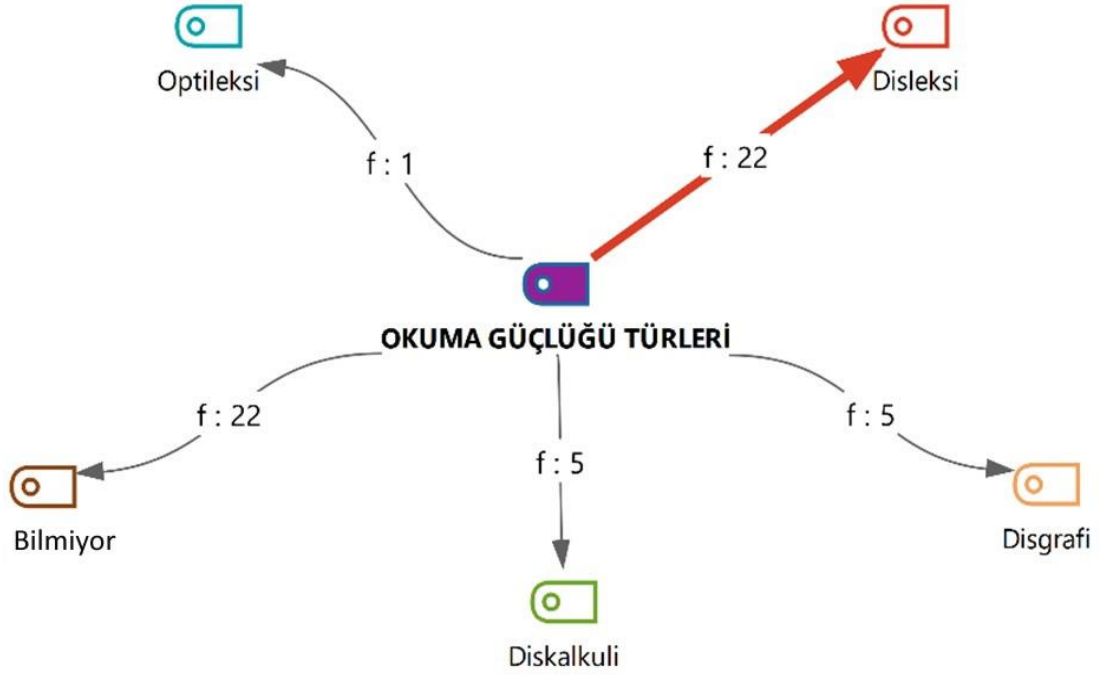 Optileksi
Disleksi
f : 1
f : 22
OKUMA GÜÇLÜĞÜ TÜRLERİ
f : 22
f : 5
f : 5
Bilmiyor
Disgrafi
Diskalkuli